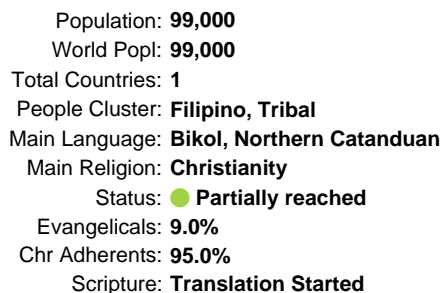 Population: 99,000
World Popl: 99,000
Total Countries: 1
People Cluster: Filipino, Tribal
Main Language: Bikol, Northern Catanduan
Main Religion: Christianity
Status: Partially reached
Evangelicals: 9.0%
Chr Adherents: 95.0%
Scripture: Translation Started